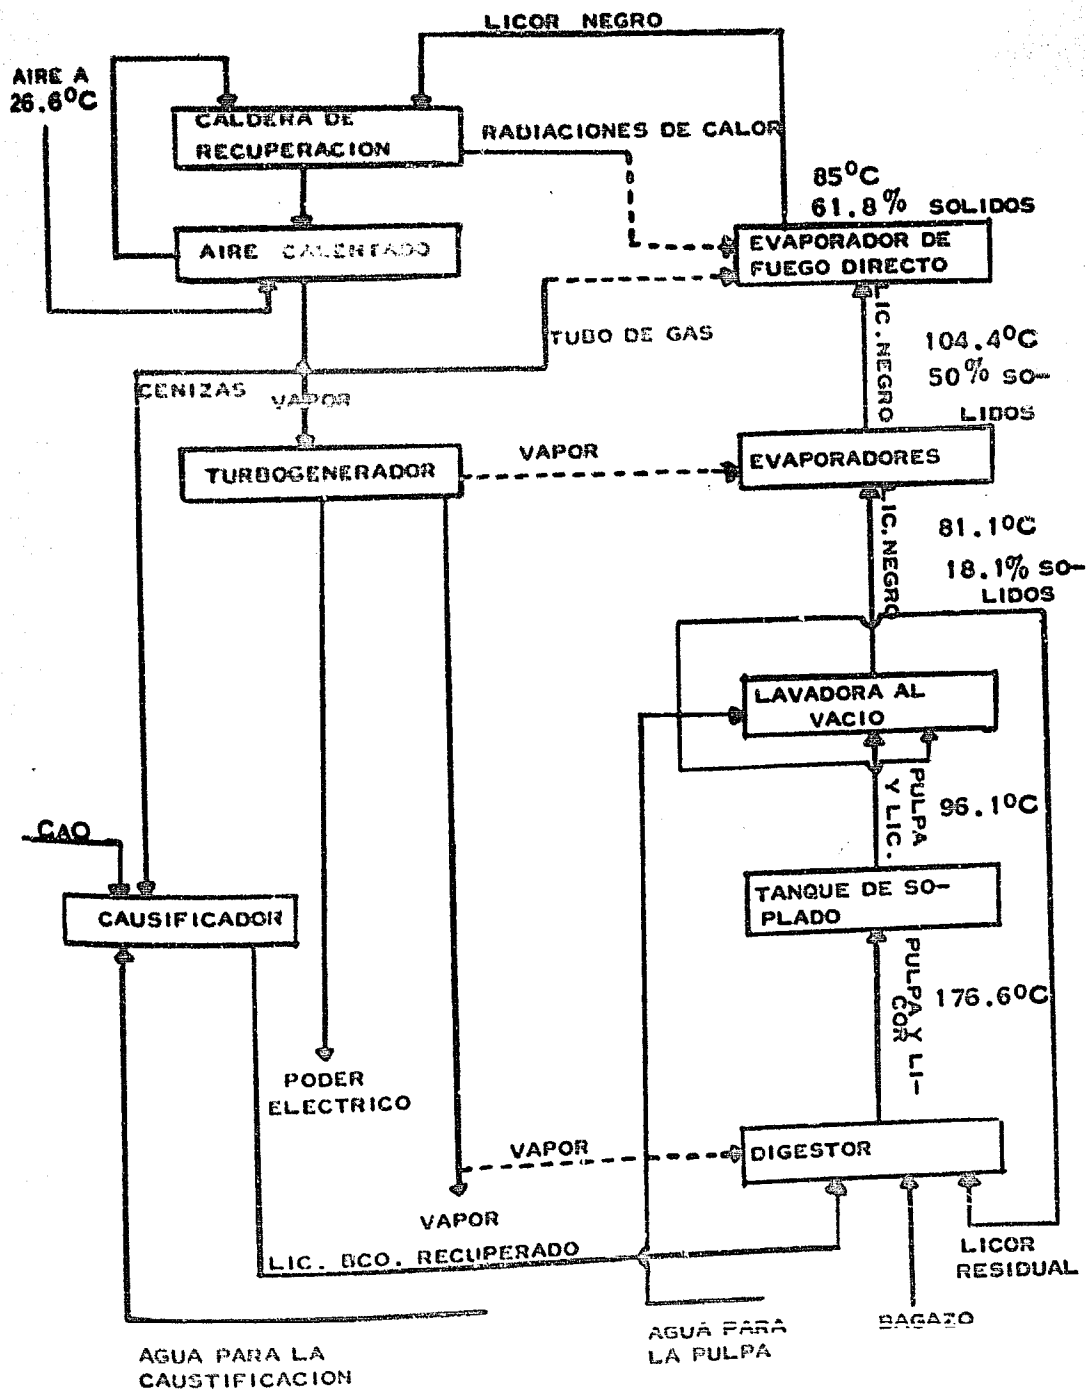 LICOR NEGRO
AIRE A
26.6°C
CALDERA DE
RECUPERACION
RADIACIONES DE CALOR
85°C
61.8% SOLIDOS
AIRE CALENTADO
EVAPORADOR DE
FUEGO DIRECTO
TUBO DE GAS
LIC. NEGRO
104.4°C
50% SO-
LIDOS
CENIZAS
VAPOR
TURBOGENERADOR
VAPOR
EVAPORADORES
LIC. NEGRO
81.1°C
18.1% SO-
LIDOS
LAVADORA AL
VACIO
PULPA
Y LIC.
96.1°C
CAO
CAUSIFICADOR
TANQUE DE SO-
PLADO
PULPA Y LI-
COR
176.6°C
PODER
ELECTRICO
VAPOR
DIGESTOR
VAPOR
LIC. BCO. RECUPERADO
LICOR
RESIDUAL
BAGAZO
AGUA PARA
LA PULPA
AGUA PARA LA
CAUSTIFICACION